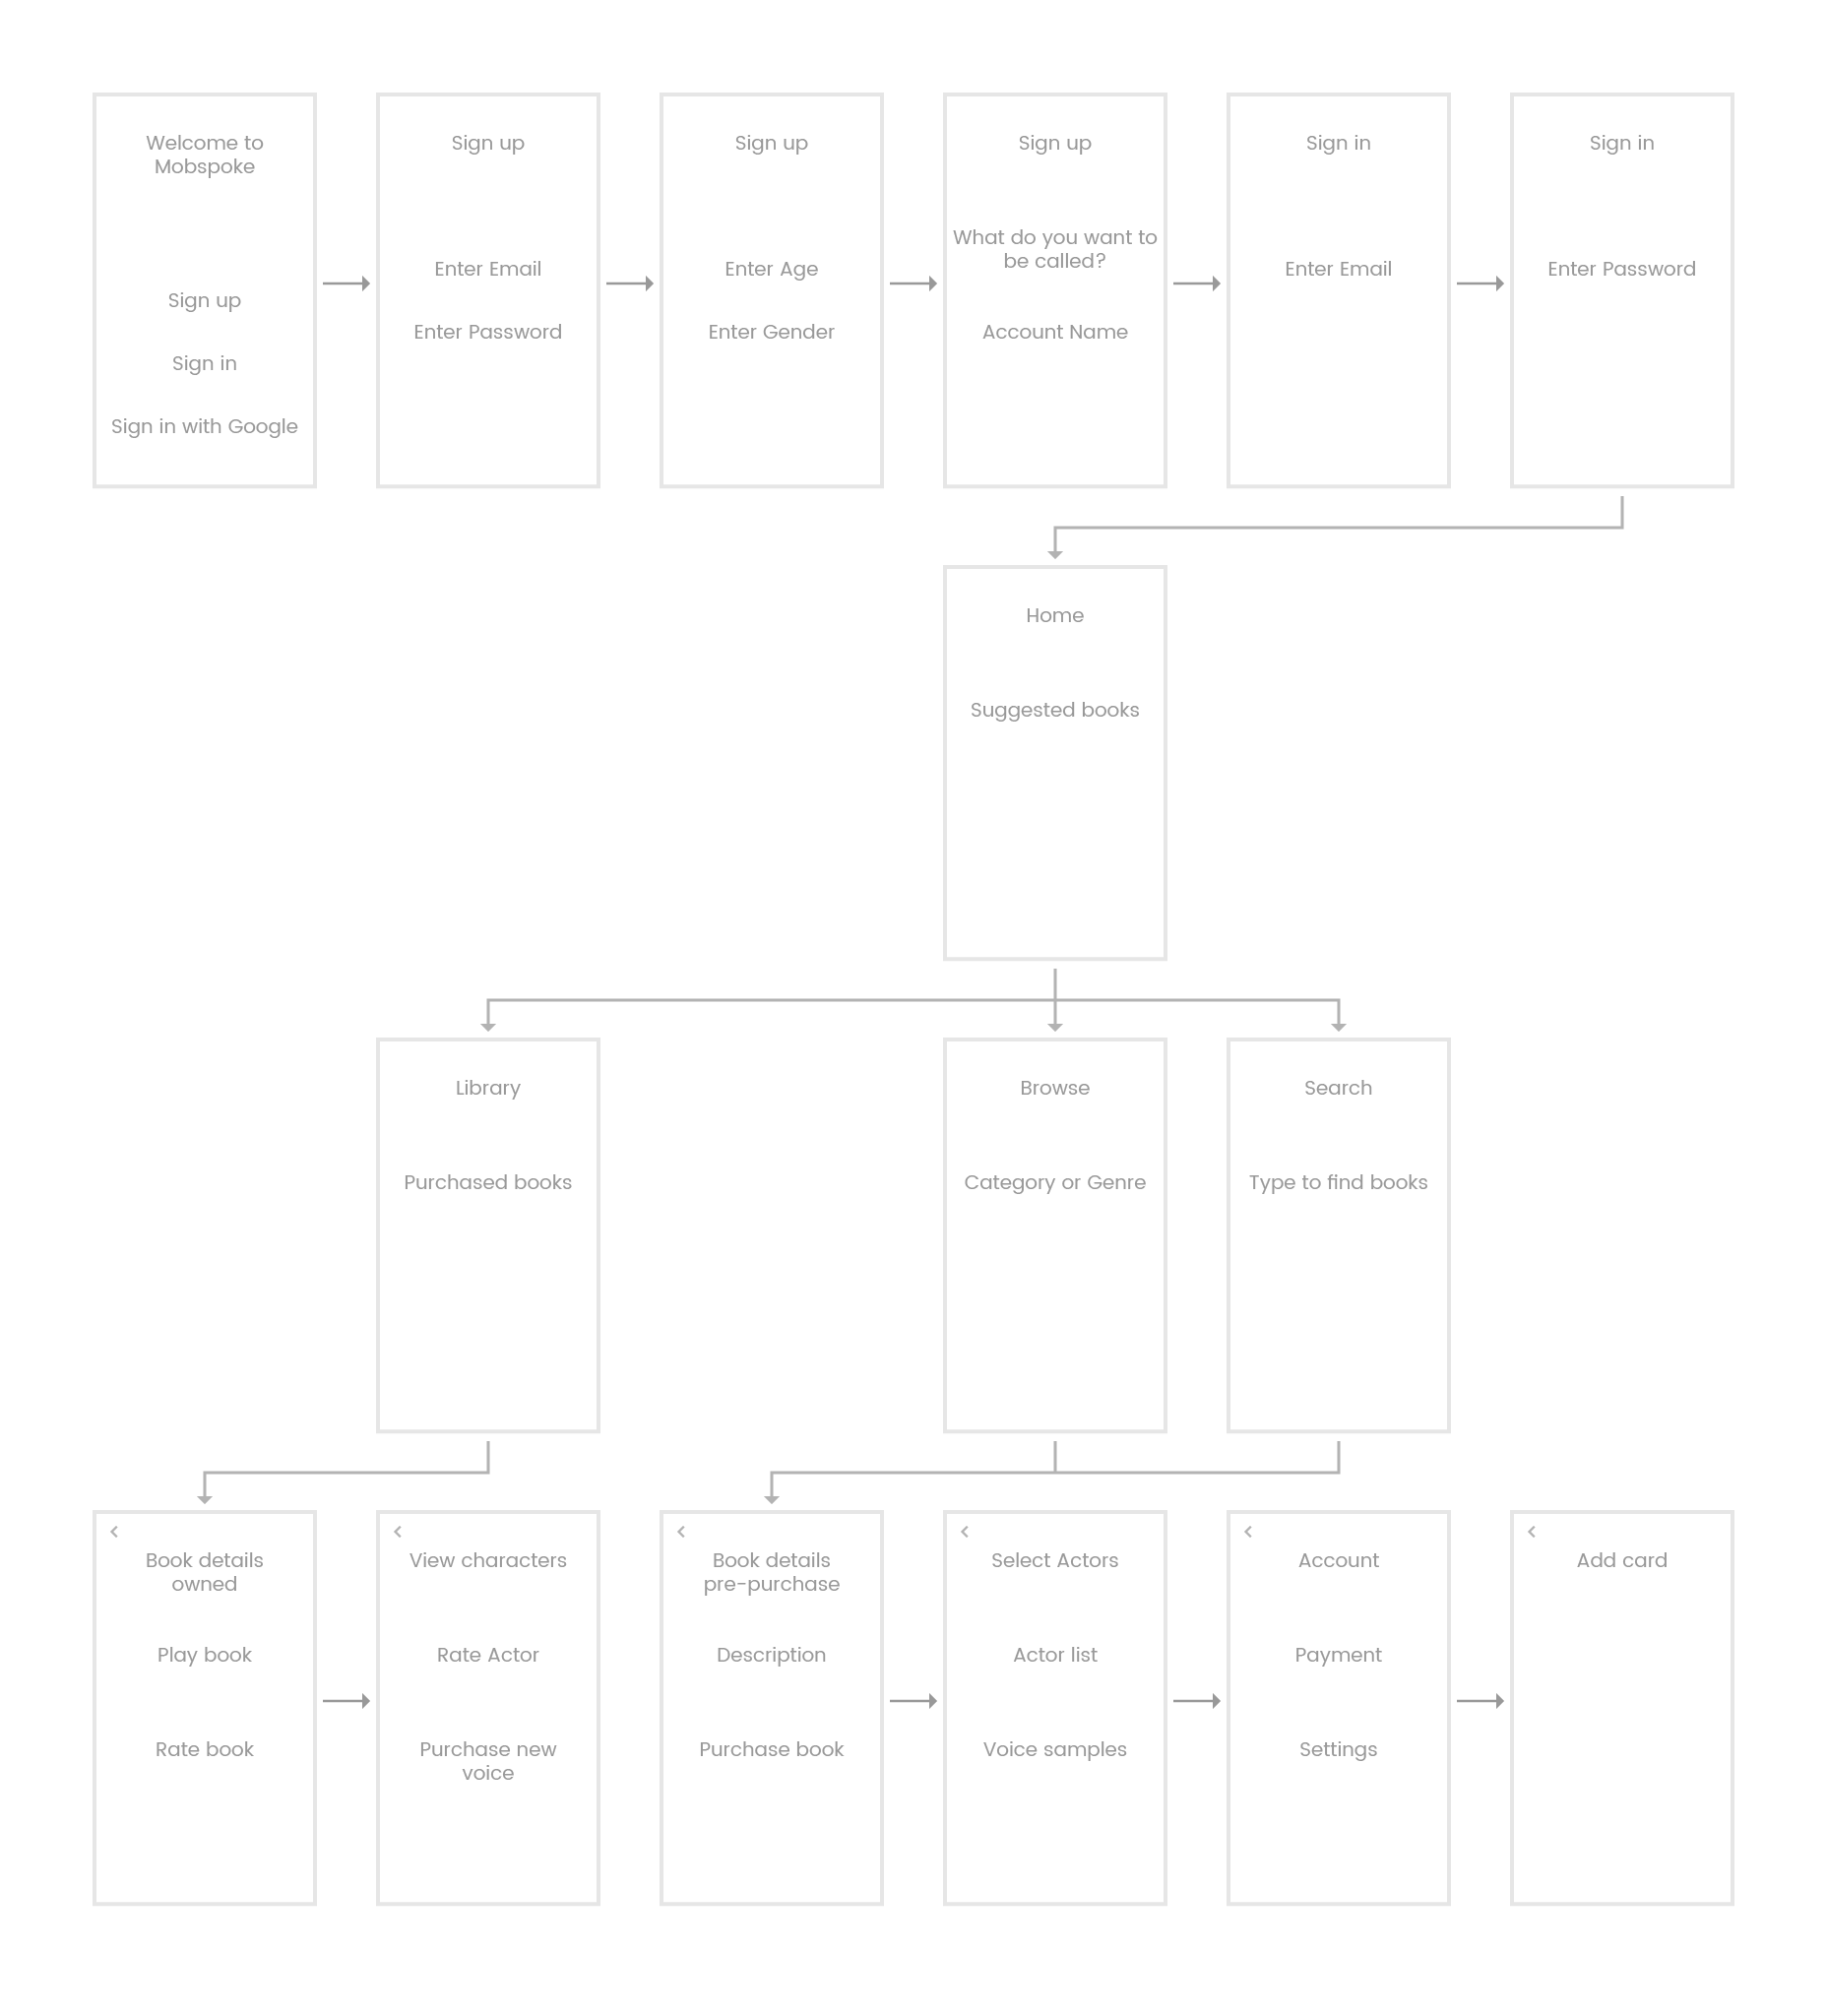 Welcome to
Mobspoke
Sign up
Sign in
Sign in with Google
Sign up
Enter Email
Enter Password
Sign up
Enter Age
Enter Gender
Sign up
What do you want to
be called?
Account Name
Sign in
Enter Email
Sign in
Enter Password
Home
Suggested books
Library
Purchased books
Browse
Category or Genre
Search
Type to find books
Book details
owned
Play book
Rate book
View characters
Rate Actor
Purchase new
voice
Book details
pre-purchase
Description
Purchase book
Select Actors
Actor list
Voice samples
Account
Payment
Settings
Add card